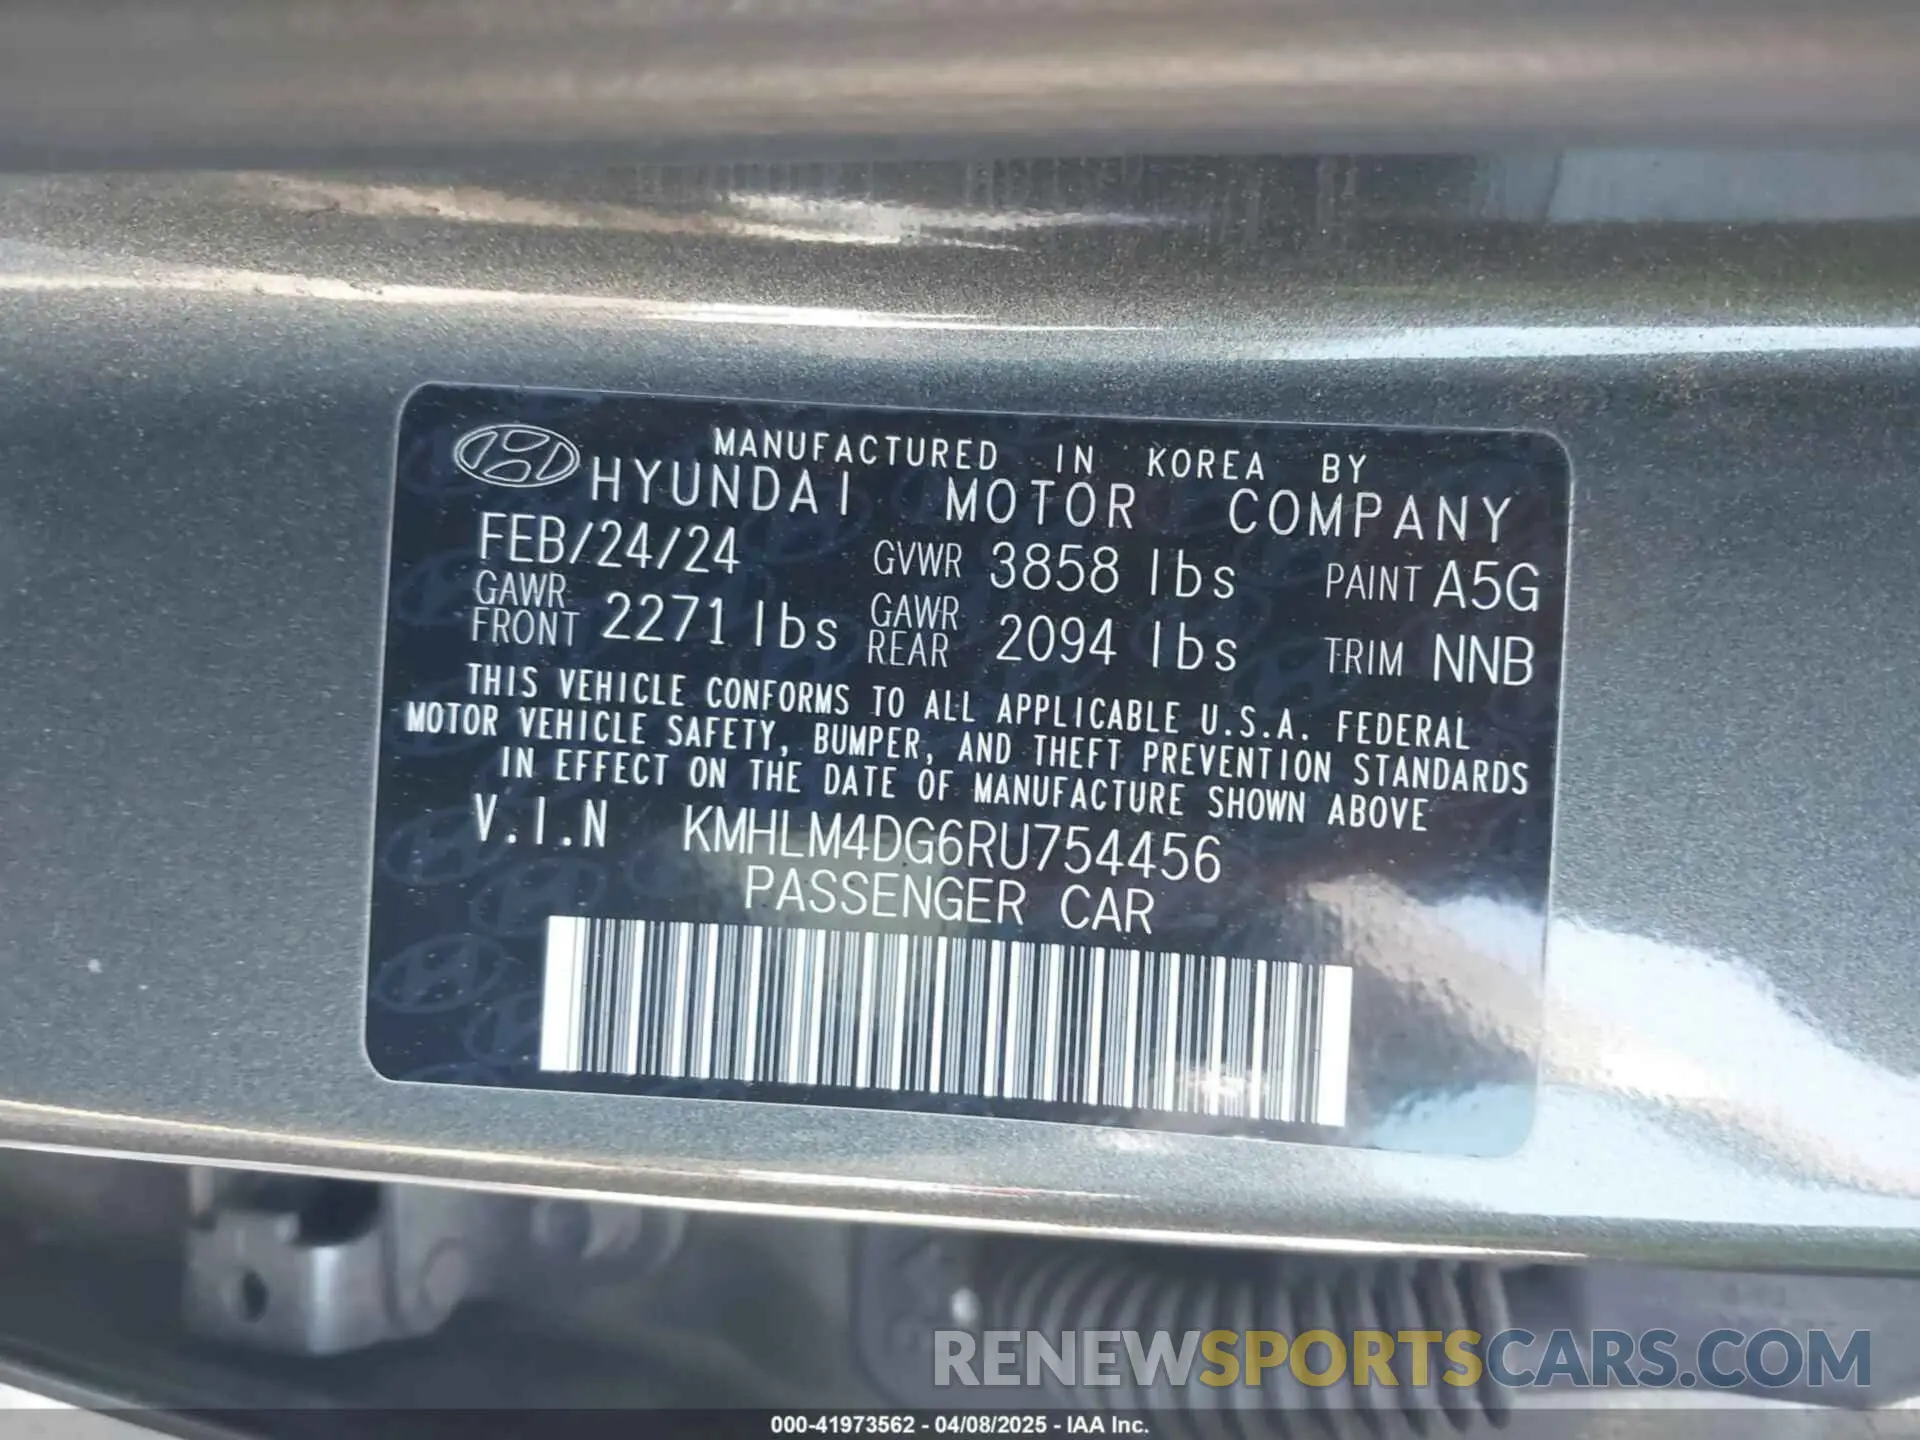 MANUFACTURED IN KOREA BY
HYUNDAI MOTOR COMPANY
FEB/24/24 GVWR 3858 lbs PAINT A5G
GAWR FRONT 2271 lbs GAWR REAR 2094 lbs TRIM NNB
THIS VEHICLE CONFORMS TO ALL APPLICABLE U.S.A. FEDERAL
MOTOR VEHICLE SAFETY, BUMPER, AND THEFT PREVENTION STANDARDS
IN EFFECT ON THE DATE OF MANUFACTURE SHOWN ABOVE
V.I.N KMHLM4DG6RU754456
PASSENGER CAR
RENEWSPORTSCARS.COM
000-41973562 - 04/08/2025 - IAA Inc.